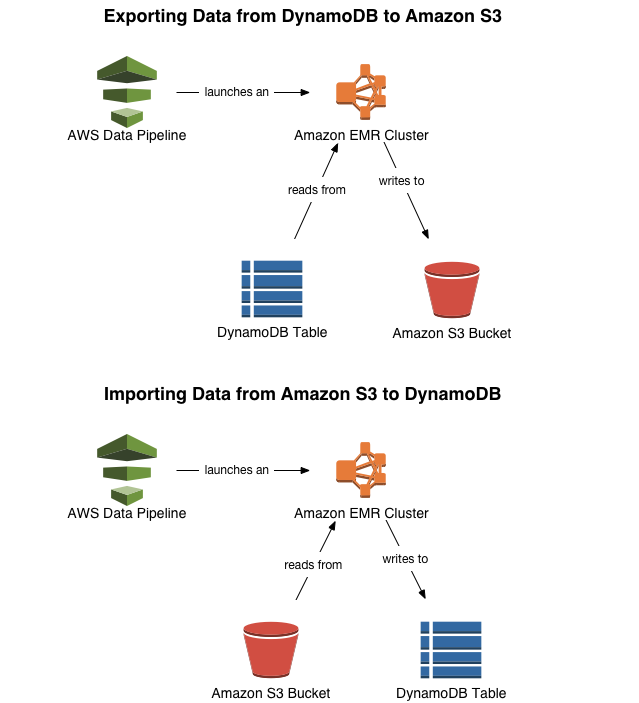 Exporting Data from DynamoDB to Amazon S3
launches an
AWS Data Pipeline
Amazon EMR Cluster
reads from
writes to
DynamoDB Table
Amazon S3 Bucket
Importing Data from Amazon S3 to DynamoDB
launches an
AWS Data Pipeline
Amazon EMR Cluster
reads from
writes to
Amazon S3 Bucket
DynamoDB Table